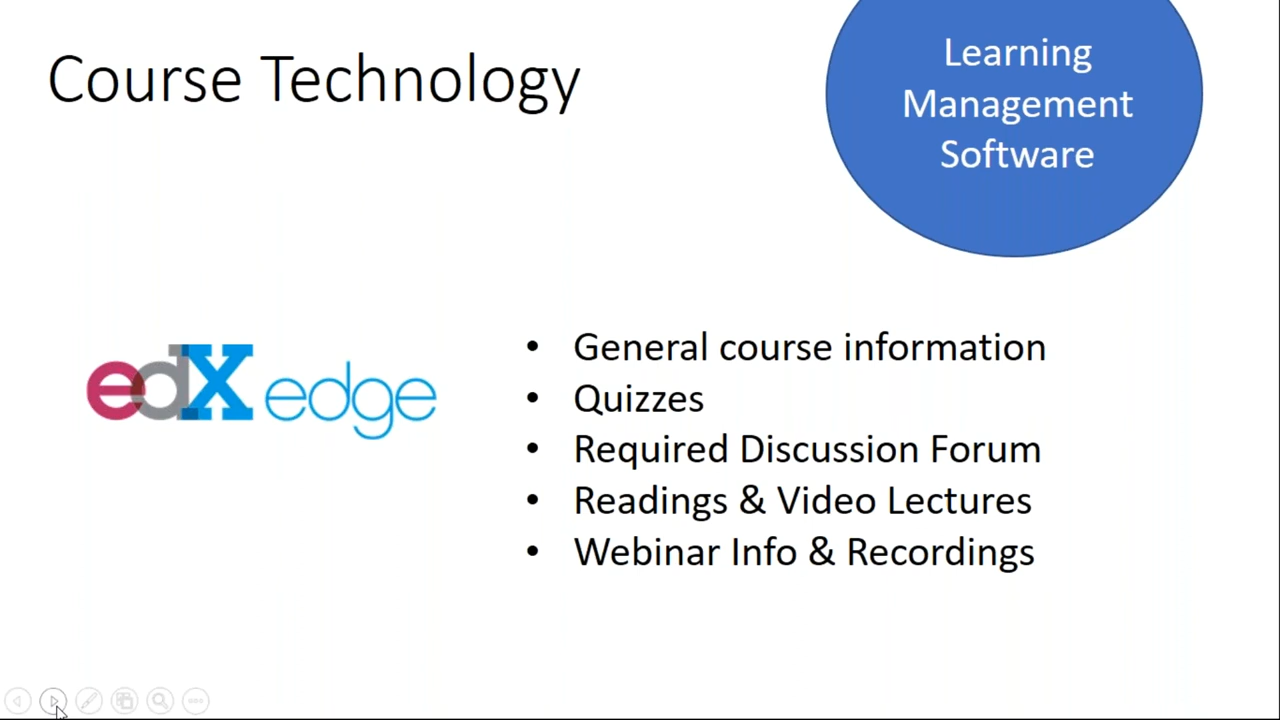 Course Technology
Learning
Management
Software
edX edge
• General course information
• Quizzes
• Required Discussion Forum
• Readings & Video Lectures
• Webinar Info & Recordings